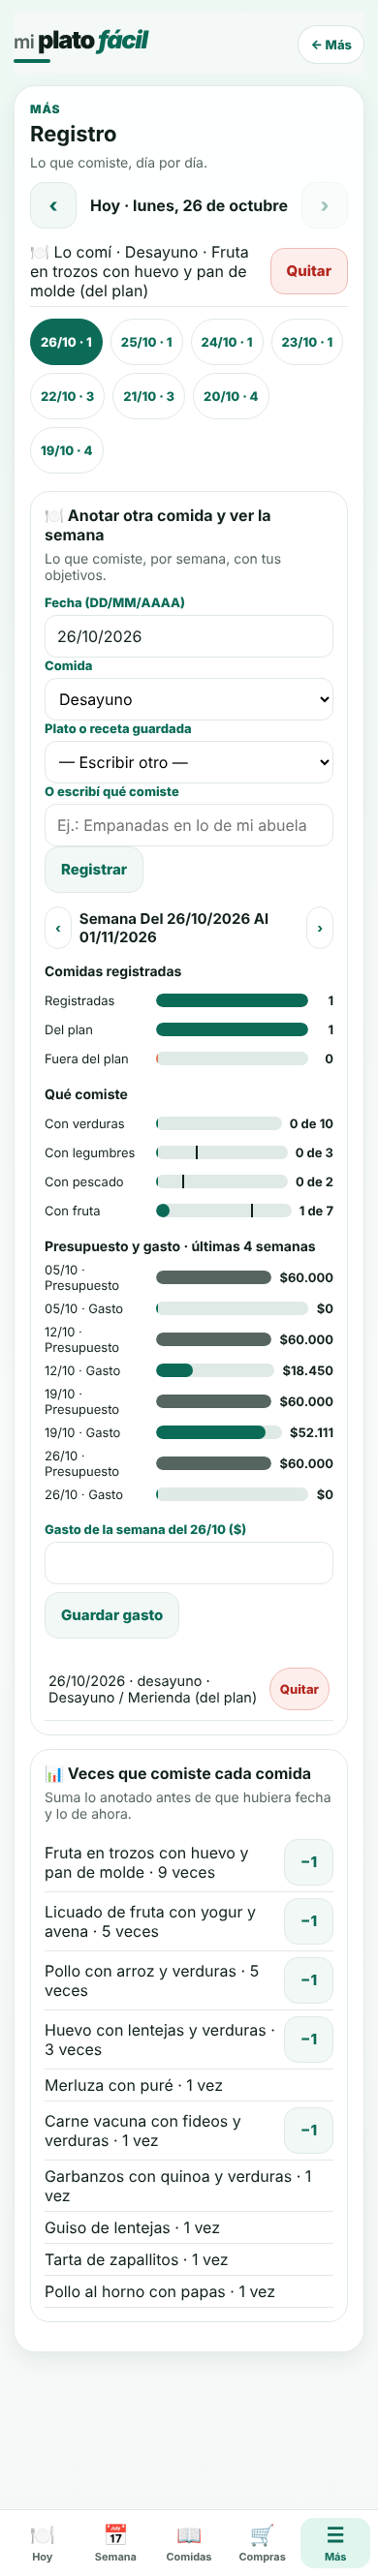 mi plato fácil
← Más
MÁS
Registro
Lo que comiste, día por día.
‹ Hoy · lunes, 26 de octubre ›
🍽️ Lo comí · Desayuno · Fruta
en trozos con huevo y pan de
molde (del plan)
Quitar
26/10 · 1 25/10 · 1 24/10 · 1 23/10 · 1
22/10 · 3 21/10 · 3 20/10 · 4
19/10 · 4
🍽️ Anotar otra comida y ver la
semana
Lo que comiste, por semana, con tus
objetivos.
Fecha (DD/MM/AAAA)
26/10/2026
Comida
Desayuno
Plato o receta guardada
— Escribir otro —
O escribí qué comiste
Ej.: Empanadas en lo de mi abuela
Registrar
‹ Semana Del 26/10/2026 Al
01/11/2026 ›
Comidas registradas
Registradas 1
Del plan 1
Fuera del plan 0
Qué comiste
Con verduras 0 de 10
Con legumbres 0 de 3
Con pescado 0 de 2
Con fruta 1 de 7
Presupuesto y gasto · últimas 4 semanas
05/10 ·
Presupuesto $60.000
05/10 · Gasto $0
12/10 ·
Presupuesto $60.000
12/10 · Gasto $18.450
19/10 ·
Presupuesto $60.000
19/10 · Gasto $52.111
26/10 ·
Presupuesto $60.000
26/10 · Gasto $0
Gasto de la semana del 26/10 ($)
Guardar gasto
26/10/2026 · desayuno ·
Desayuno / Merienda (del plan)
Quitar
📊 Veces que comiste cada comida
Suma lo anotado antes de que hubiera fecha
y lo de ahora.
Fruta en trozos con huevo y
pan de molde · 9 veces
−1
Licuado de fruta con yogur y
avena · 5 veces
−1
Pollo con arroz y verduras · 5
veces
−1
Huevo con lentejas y verduras ·
3 veces
−1
Merluza con puré · 1 vez
Carne vacuna con fideos y
verduras · 1 vez
−1
Garbanzos con quinoa y verduras · 1
vez
Guiso de lentejas · 1 vez
Tarta de zapallitos · 1 vez
Pollo al horno con papas · 1 vez
Hoy Semana Comidas Compras Más